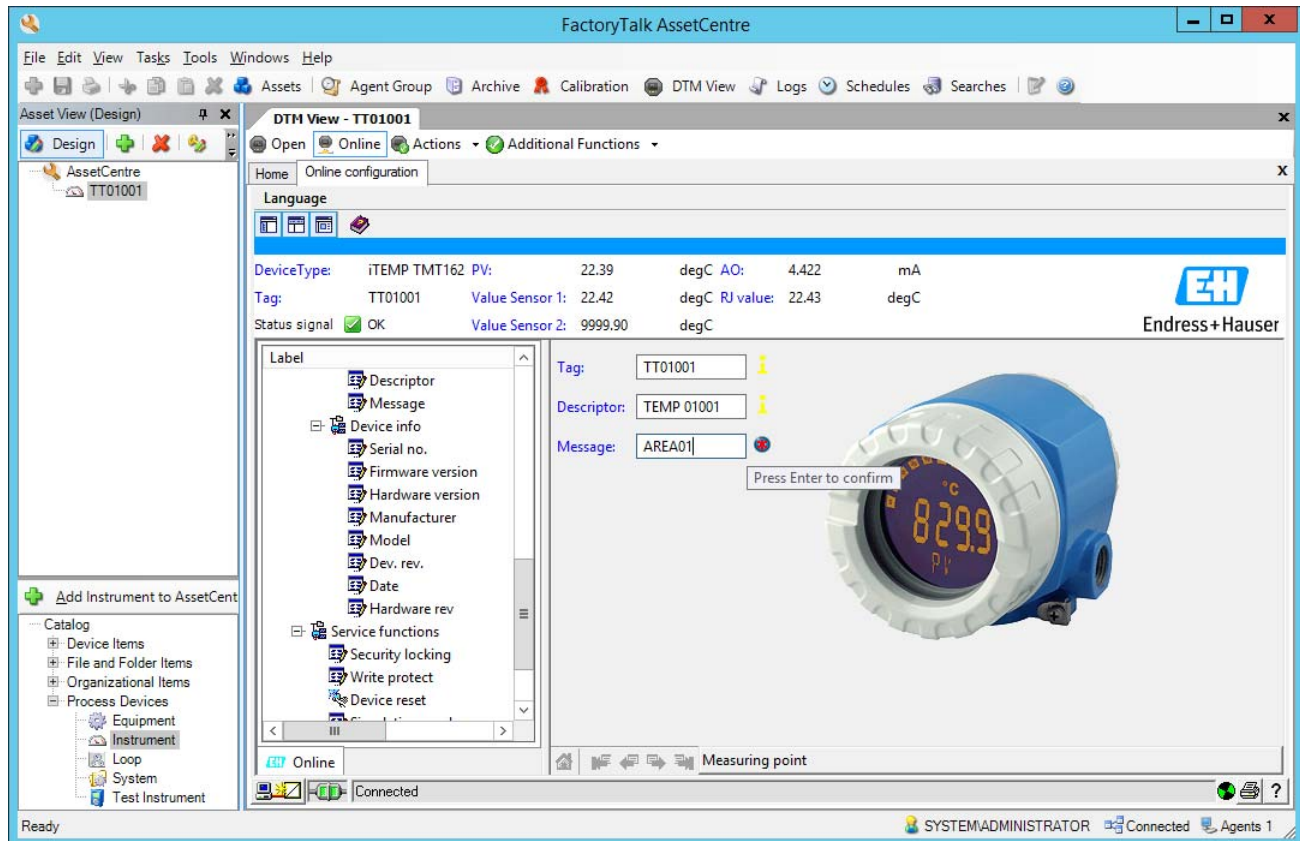 FactoryTalk AssetCentre
File Edit View Tasks Tools Windows Help
Assets Agent Group Archive Calibration DTM View Logs Schedules Searches
Asset View (Design)
Design
AssetCentre
TT01001
Add Instrument to AssetCent
Catalog
Device Items
File and Folder Items
Organizational Items
Process Devices
Equipment
Instrument
Loop
System
Test Instrument
DTM View - TT01001
Open Online Actions Additional Functions
Home Online configuration
Language
DeviceType: iTEMP TMT162 PV: 22.39 degC AO: 4.422 mA
Tag: TT01001 Value Sensor 1: 22.42 degC RJ value: 22.43 degC
Status signal OK Value Sensor 2: 9999.90 degC
EH
Endress+Hauser
Label
Descriptor
Message
Device info
Serial no.
Firmware version
Hardware version
Manufacturer
Model
Dev. rev.
Date
Hardware rev
Service functions
Security locking
Write protect
Device reset
Online
Tag: TT01001
Descriptor: TEMP 01001
Message: AREA01
Press Enter to confirm
°C
829.9
PV
Measuring point
Connected
Ready SYSTEM\ADMINISTRATOR Connected Agents 1